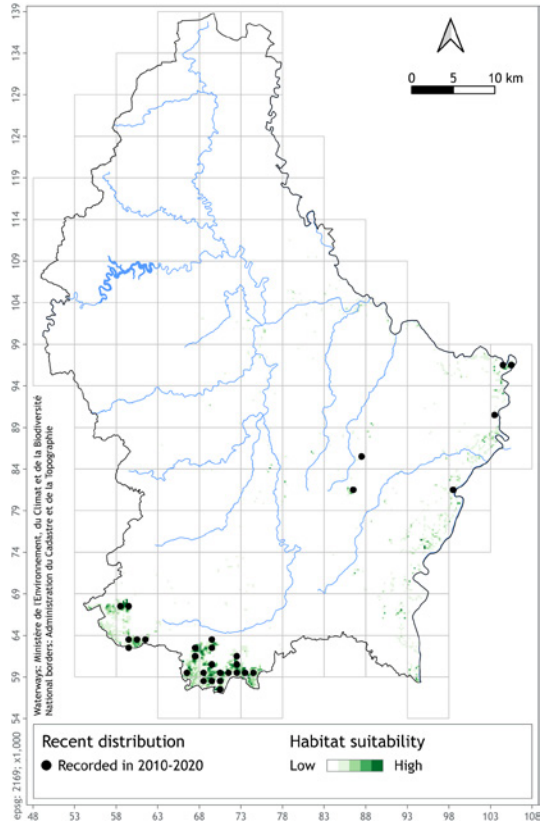 139
134
129
124
119
114
109
104
99
94
89
84
79
74
69
64
59
54
0 5 10 km
Waterways: Ministère de l'Environnement, du Climat et de la Biodiversité
National borders: Administration du Cadastre et de la Topographie
epsg: 2169; x1,000
Recent distribution
Recorded in 2010-2020
Habitat suitability
Low High
48 53 58 63 68 73 78 83 88 93 98 103 108